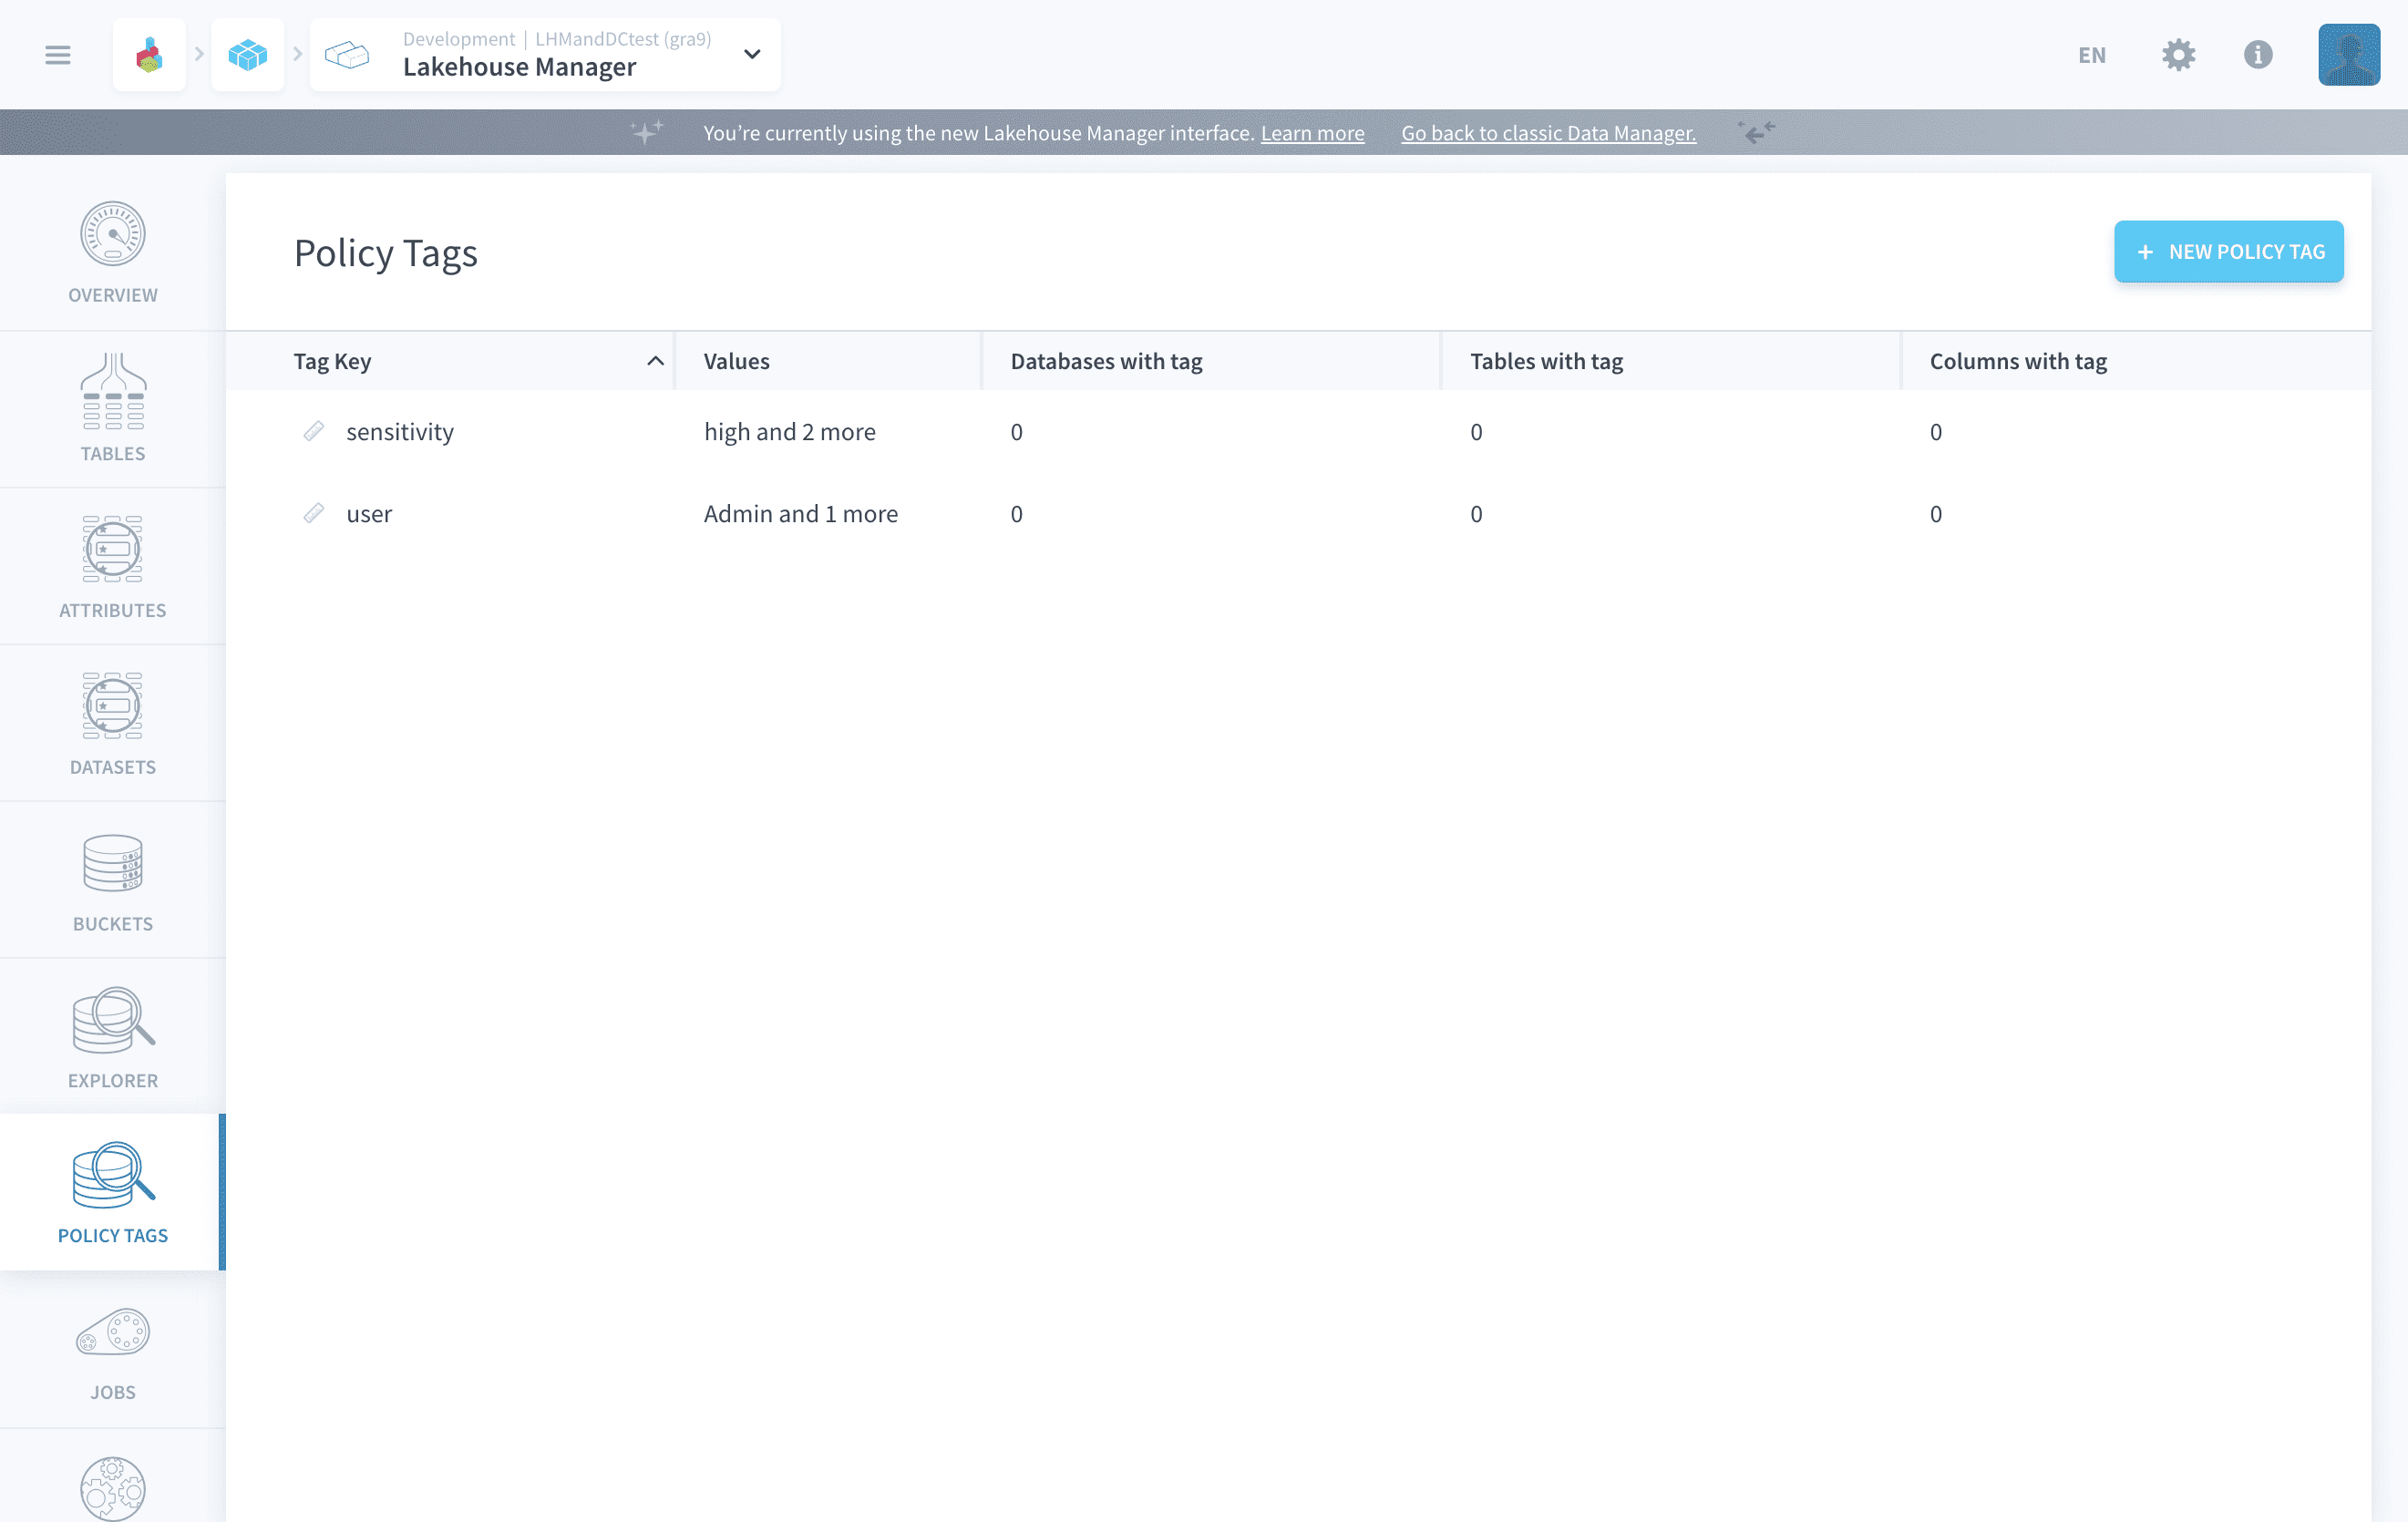 Development | LHMandDCtest (gra9)
Lakehouse Manager
EN
You're currently using the new Lakehouse Manager interface. Learn more Go back to classic Data Manager.
OVERVIEW
TABLES
ATTRIBUTES
DATASETS
BUCKETS
EXPLORER
POLICY TAGS
JOBS
Policy Tags
+ NEW POLICY TAG
Tag Key Values Databases with tag Tables with tag Columns with tag
sensitivity high and 2 more 0 0 0
user Admin and 1 more 0 0 0